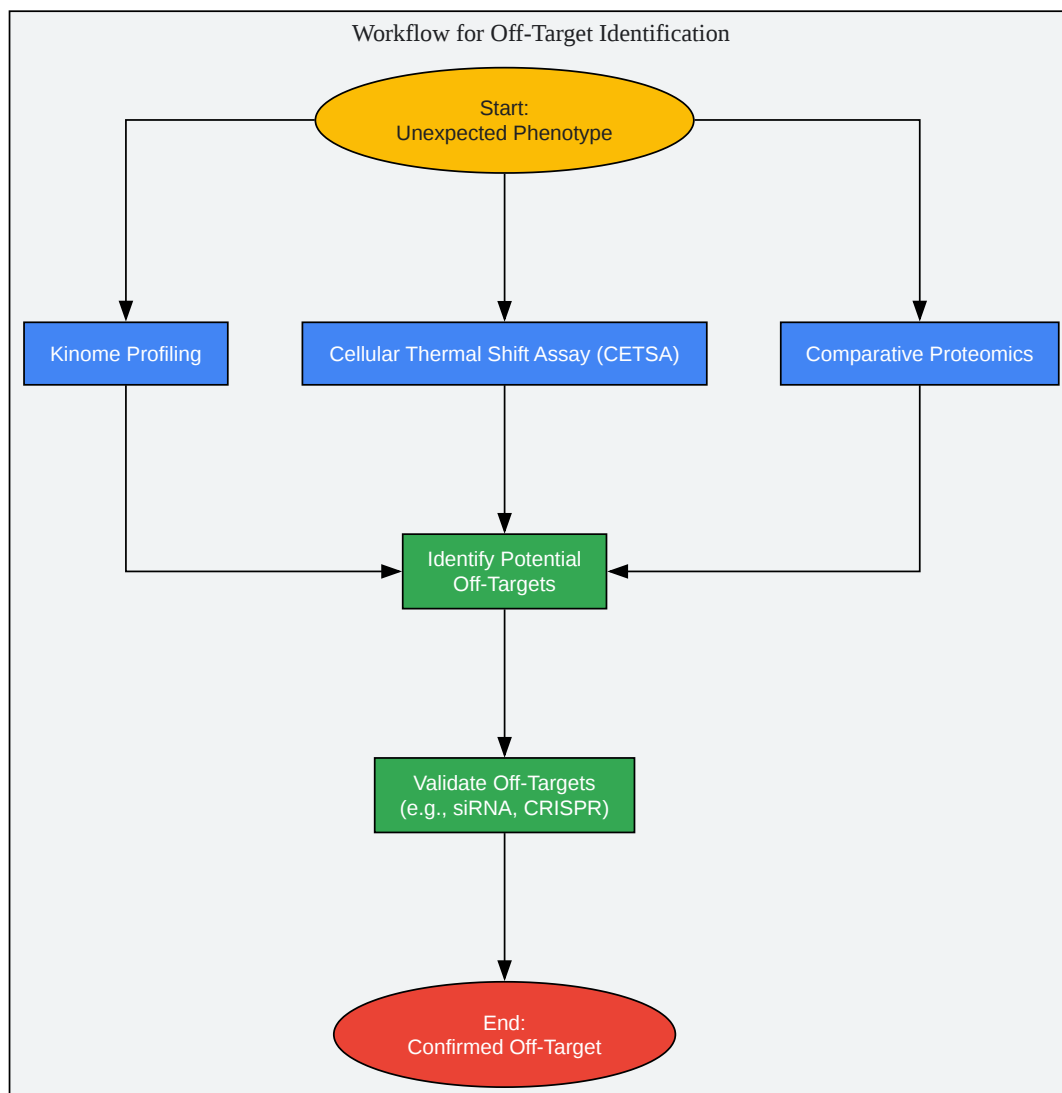 Workflow for Off-Target Identification
Start:
Unexpected Phenotype
Kinome Profiling
Cellular Thermal Shift Assay (CETSA)
Comparative Proteomics
Identify Potential
Off-Targets
Validate Off-Targets
(e.g., siRNA, CRISPR)
End:
Confirmed Off-Target